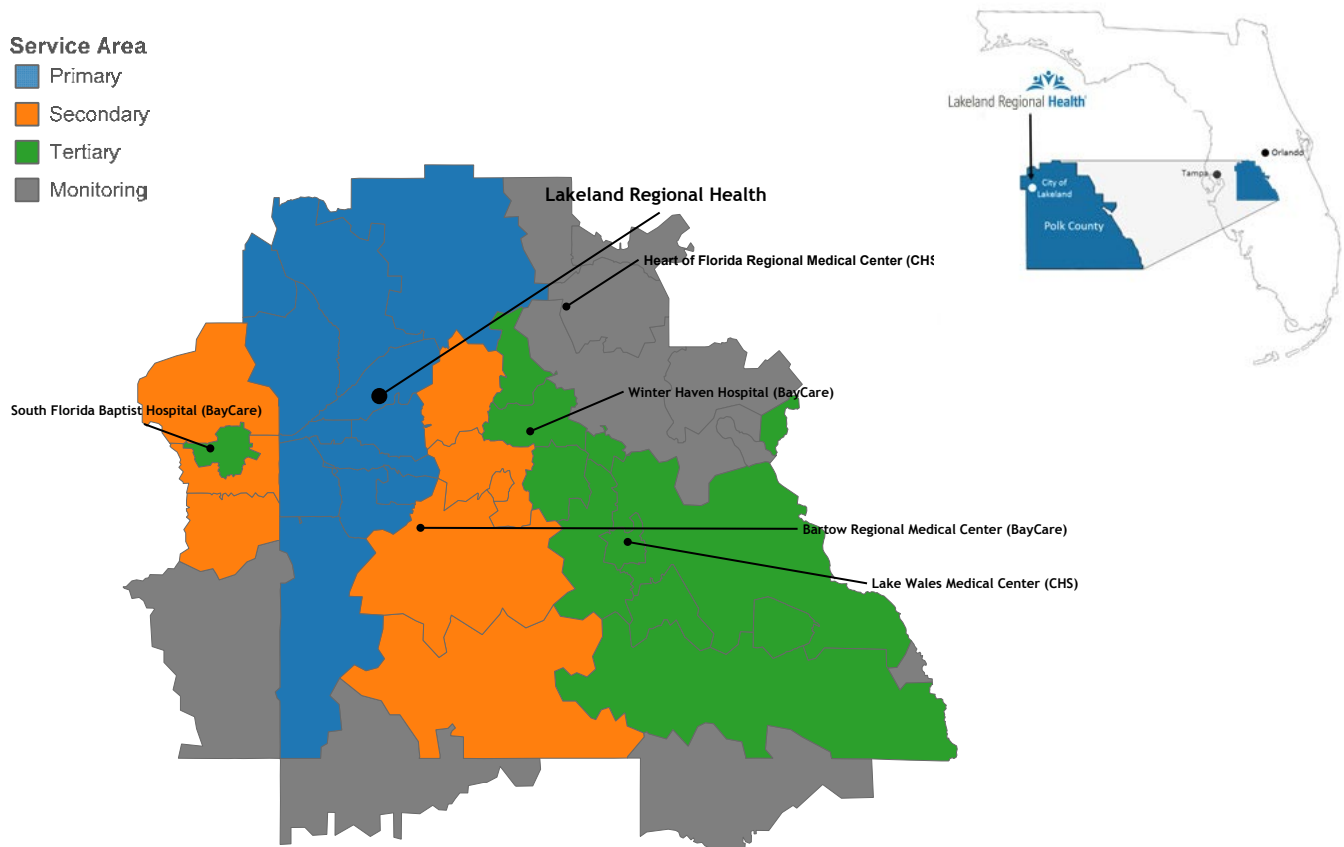 Service Area
Primary
Secondary
Tertiary
Monitoring
Lakeland Regional Health
Heart of Florida Regional Medical Center (CHS
South Florida Baptist Hospital (BayCare)
Winter Haven Hospital (BayCare)
Bartow Regional Medical Center (BayCare)
Lake Wales Medical Center (CHS)
Lakeland Regional Health
Orlando
Tampa
City of
Lakeland
Polk County